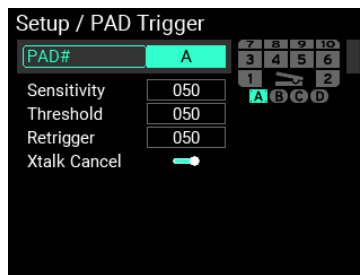 Setup / PAD Trigger
PAD# A
7 8 9 10
3 4 5 6
1 2
A B C D
Sensitivity 050
Threshold 050
Retrigger 050
Xtalk Cancel